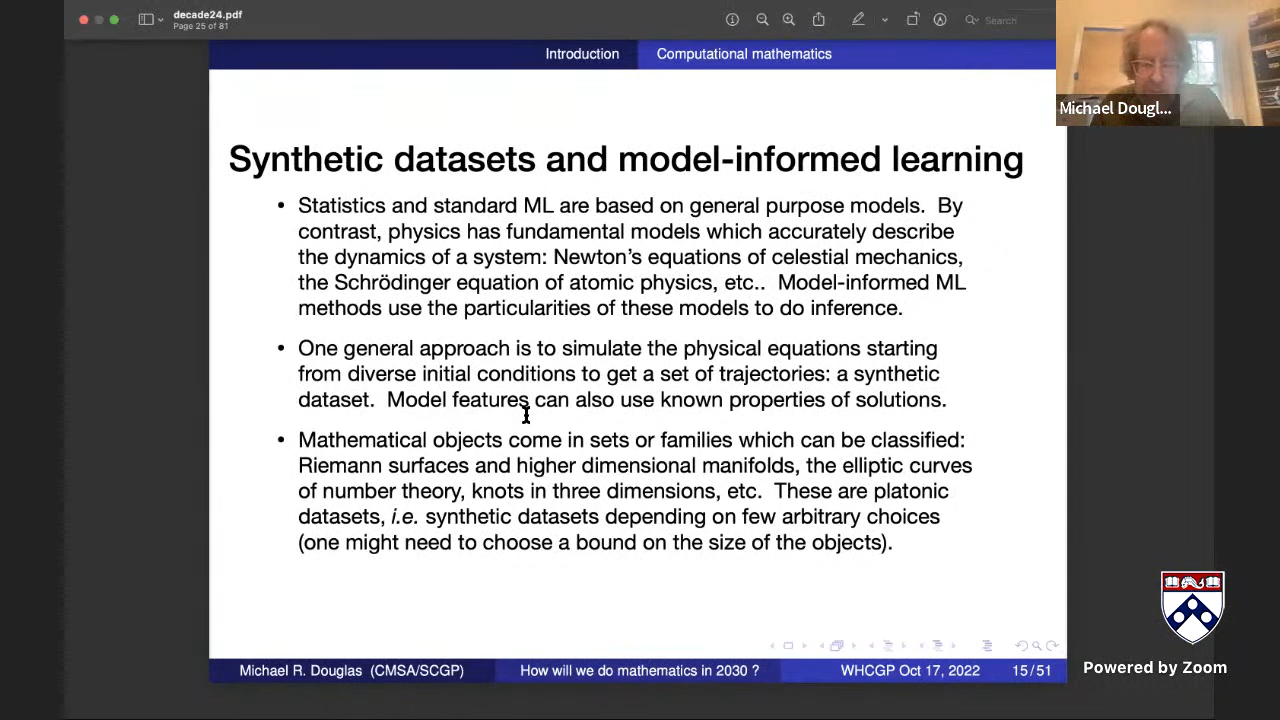 decade24.pdf
Page 25 of 81
Search
Introduction
Computational mathematics
Michael Dougl...
Synthetic datasets and model-informed learning
• Statistics and standard ML are based on general purpose models. By
contrast, physics has fundamental models which accurately describe
the dynamics of a system: Newton's equations of celestial mechanics,
the Schrödinger equation of atomic physics, etc.. Model-informed ML
methods use the particularities of these models to do inference.
• One general approach is to simulate the physical equations starting
from diverse initial conditions to get a set of trajectories: a synthetic
dataset. Model features can also use known properties of solutions.
• Mathematical objects come in sets or families which can be classified:
Riemann surfaces and higher dimensional manifolds, the elliptic curves
of number theory, knots in three dimensions, etc. These are platonic
datasets, i.e. synthetic datasets depending on few arbitrary choices
(one might need to choose a bound on the size of the objects).
Michael R. Douglas (CMSA/SCGP)
How will we do mathematics in 2030 ?
WHCGP Oct 17, 2022
15/51
Powered by Zoom